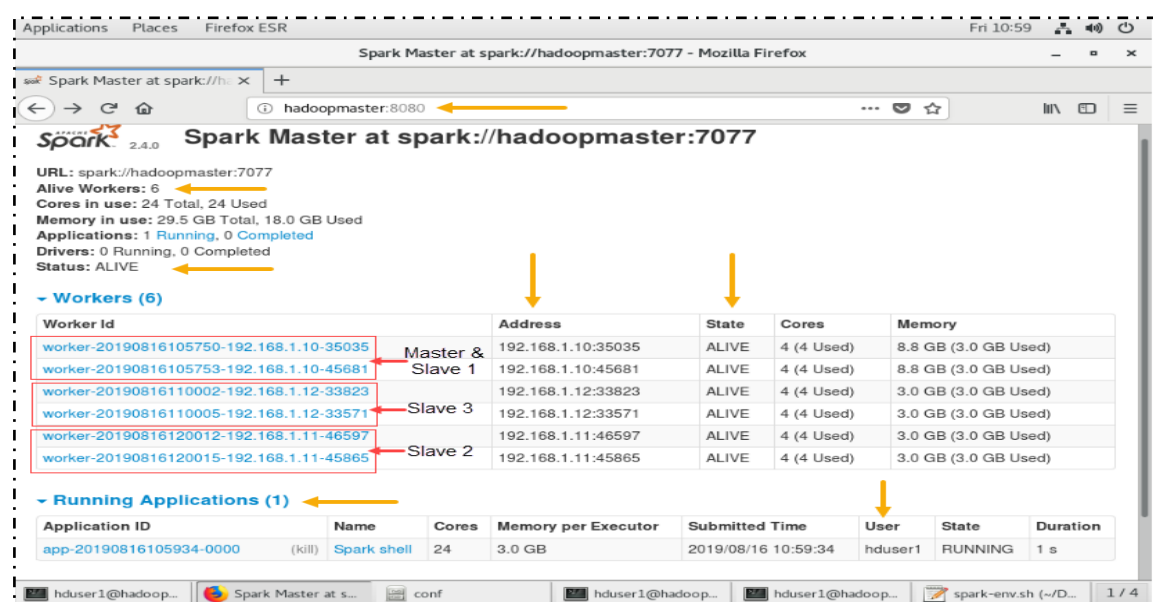 Applications Places Firefox ESR Fri 10:59
Spark Master at spark://hadoopmaster:7077 - Mozilla Firefox
Spark Master at spark://h
hadoopmaster:8080
APACHE Spark 2.4.0 Spark Master at spark://hadoopmaster:7077
URL: spark://hadoopmaster:7077
Alive Workers: 6
Cores in use: 24 Total, 24 Used
Memory in use: 29.5 GB Total, 18.0 GB Used
Applications: 1 Running, 0 Completed
Drivers: 0 Running, 0 Completed
Status: ALIVE
Workers (6)
Worker Id Address State Cores Memory
worker-20190816105750-192.168.1.10-35035 192.168.1.10:35035 ALIVE 4 (4 Used) 8.8 GB (3.0 GB Used)
Master &
worker-20190816105753-192.168.1.10-45681 Slave 1 192.168.1.10:45681 ALIVE 4 (4 Used) 8.8 GB (3.0 GB Used)
worker-20190816110002-192.168.1.12-33823 192.168.1.12:33823 ALIVE 4 (4 Used) 3.0 GB (3.0 GB Used)
Slave 3
worker-20190816110005-192.168.1.12-33571 192.168.1.12:33571 ALIVE 4 (4 Used) 3.0 GB (3.0 GB Used)
worker-20190816120012-192.168.1.11-46597 192.168.1.11:46597 ALIVE 4 (4 Used) 3.0 GB (3.0 GB Used)
Slave 2
worker-20190816120015-192.168.1.11-45865 192.168.1.11:45865 ALIVE 4 (4 Used) 3.0 GB (3.0 GB Used)
Running Applications (1)
Application ID Name Cores Memory per Executor Submitted Time User State Duration
app-20190816105934-0000 (kill) Spark shell 24 3.0 GB 2019/08/16 10:59:34 hduser1 RUNNING 1 s
hduser1@hadoop... Spark Master at s... conf hduser1@hadoop... hduser1@hadoop... spark-env.sh (~/D... 1 / 4